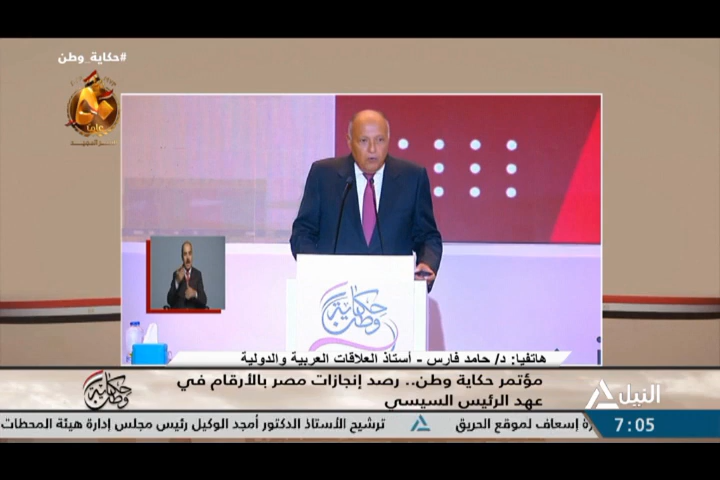 #حكاية_وطن
عاما
حكاية وطن
هاتفيا: د/ حامد فارس - أستاذ العلاقات العربية والدولية
حكاية وطن
مؤتمر حكاية وطن.. رصد إنجازات مصر بالأرقام في
عهد الرئيس السيسي
النيل
7:05
ة إسعاف لموقع الحريق
ترشيح الأستاذ الدكتور أمجد الوكيل رئيس مجلس إدارة هيئة المحطات